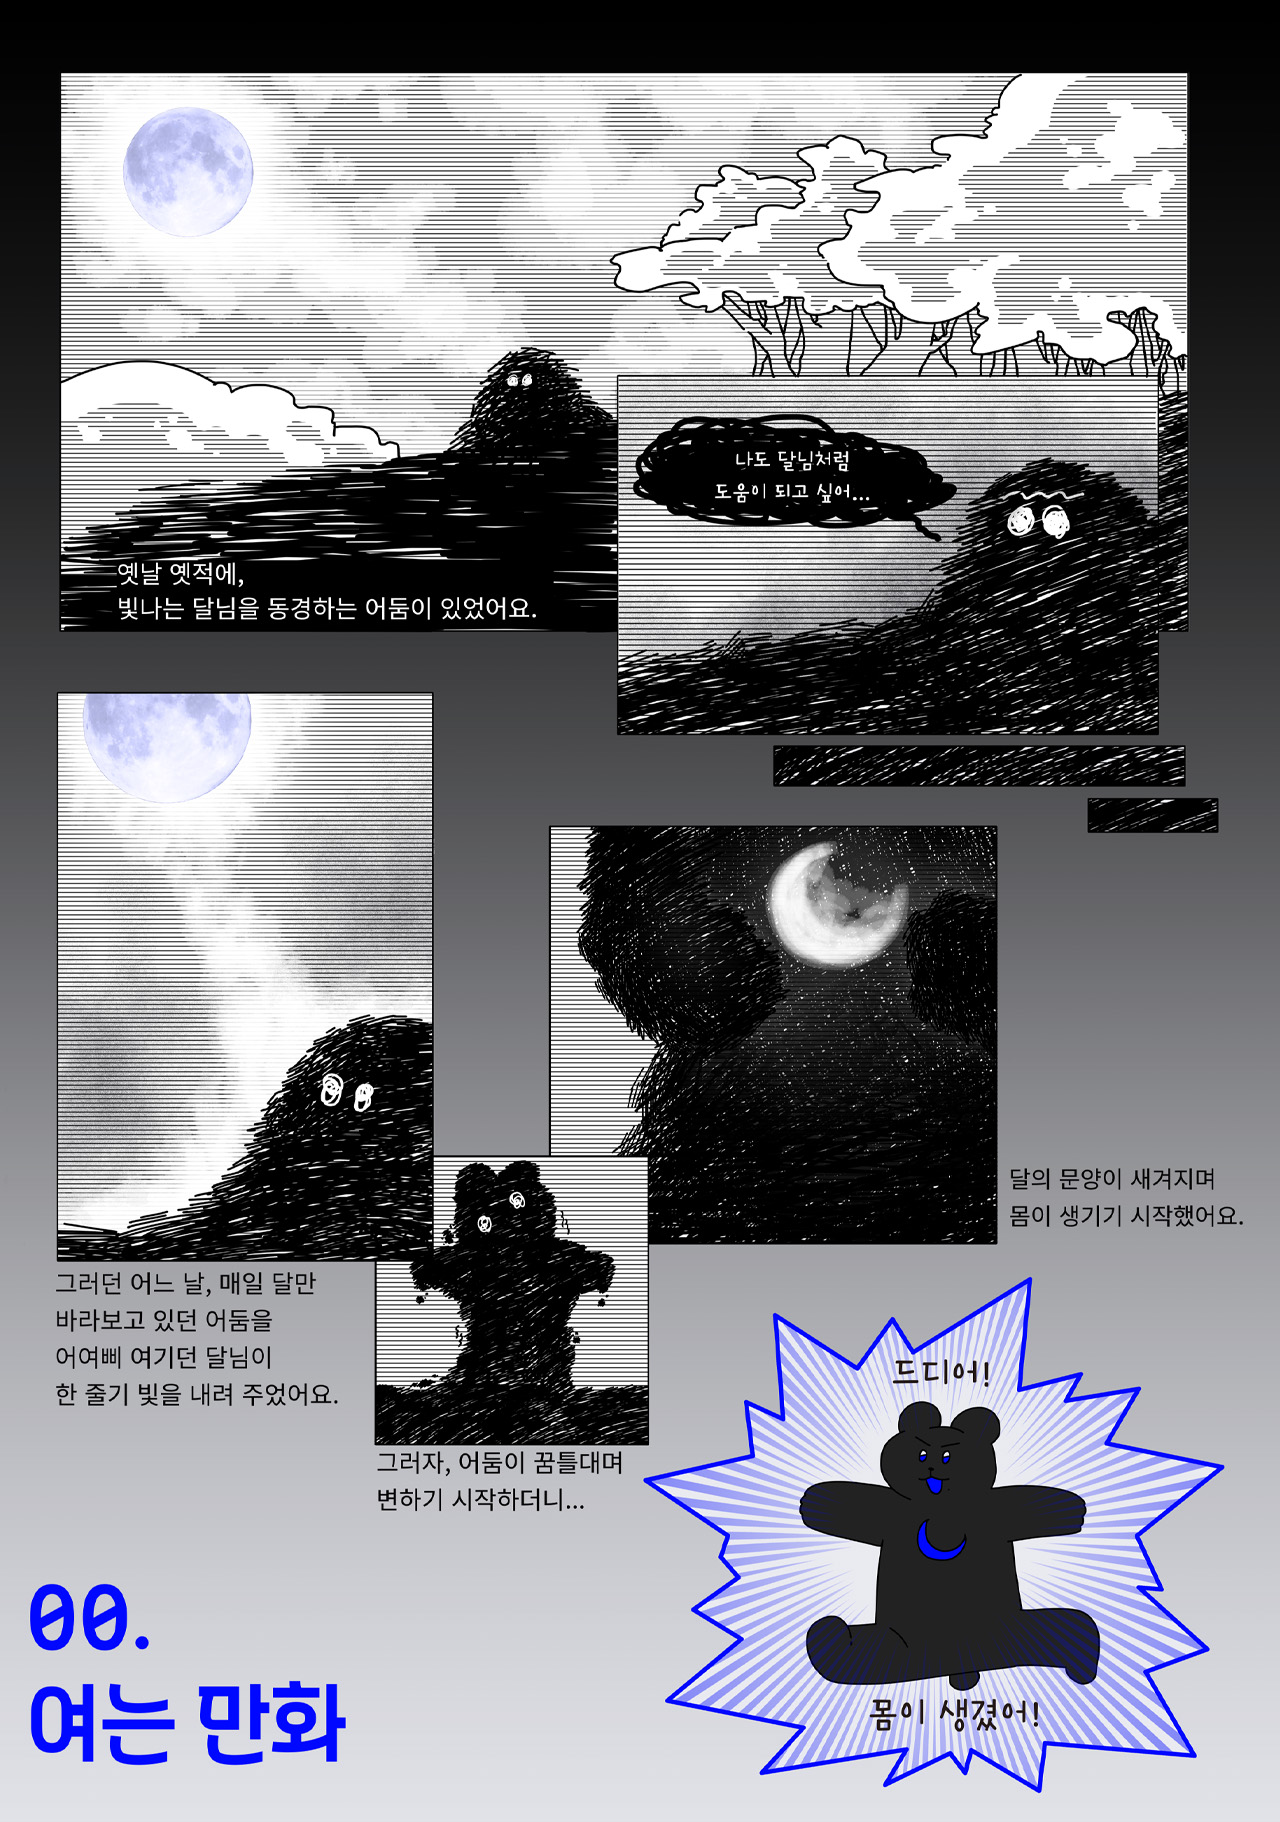 옛날 옛적에,
빛나는 달님을 동경하는 어둠이 있었어요.
나도 달님처럼
도움이 되고 싶어...
그러던 어느 날, 매일 달만
바라보고 있던 어둠을
어여삐 여기던 달님이
한 줄기 빛을 내려 주었어요.
그러자, 어둠이 꿈틀대며
변하기 시작하더니...
달의 문양이 새겨지며
몸이 생기기 시작했어요.
드디어!
몸이 생겼어!
00.
여는 만화